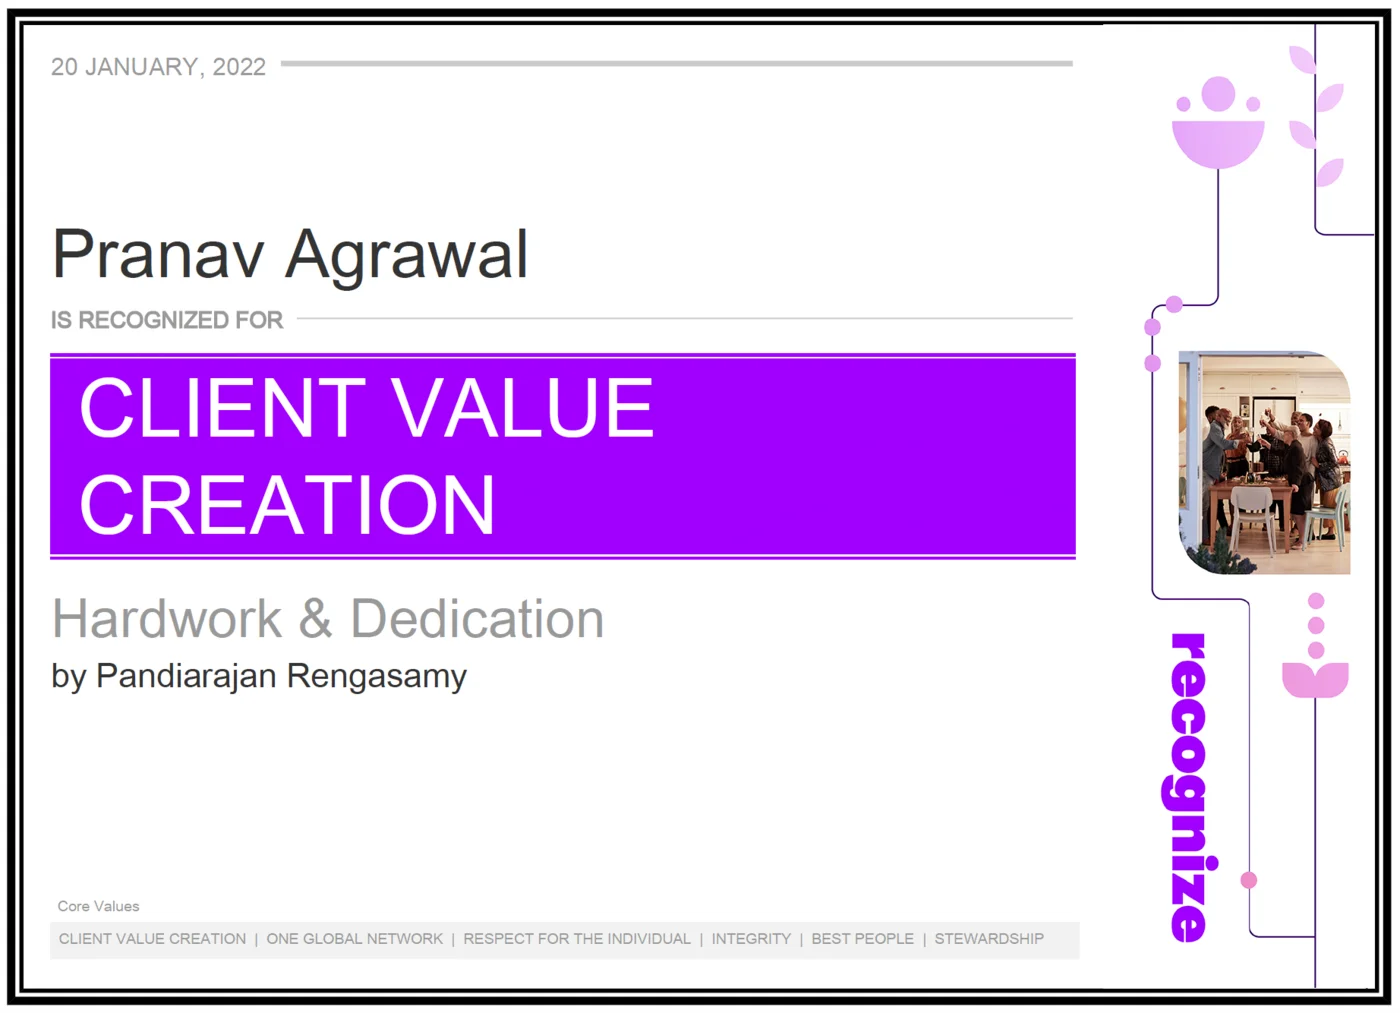 20 JANUARY, 2022
Pranav Agrawal
IS RECOGNIZED FOR
CLIENT VALUE
CREATION
Hardwork & Dedication
by Pandiarajan Rengasamy
recognize
Core Values
CLIENT VALUE CREATION | ONE GLOBAL NETWORK | RESPECT FOR THE INDIVIDUAL | INTEGRITY | BEST PEOPLE | STEWARDSHIP